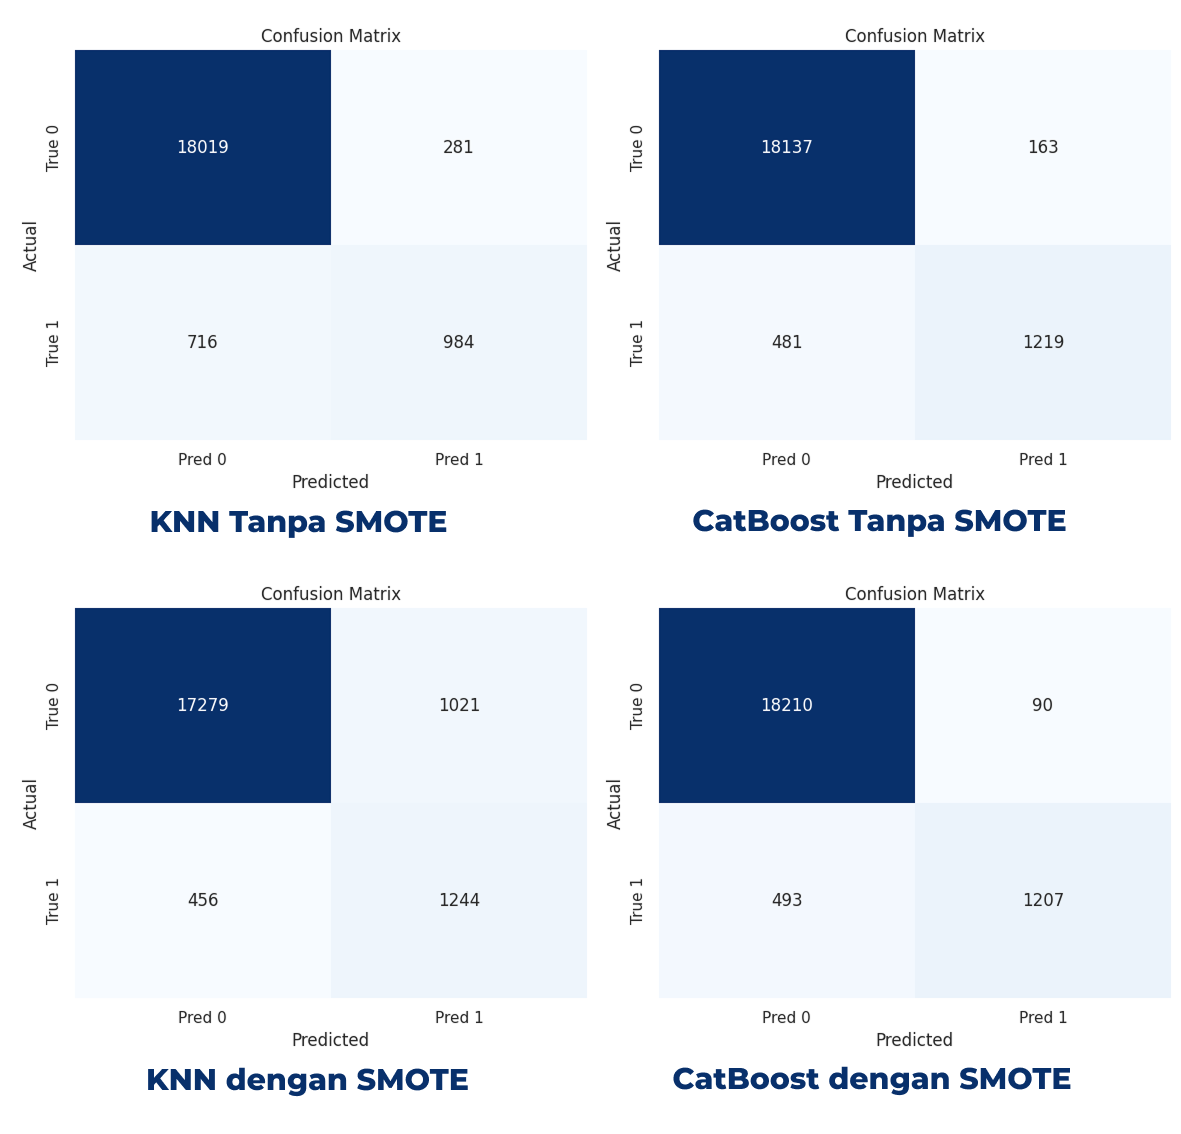 Confusion Matrix
True 0
18019
281
Actual
True 1
716
984
Pred 0
Pred 1
Predicted
KNN Tanpa SMOTE
Confusion Matrix
True 0
18137
163
Actual
True 1
481
1219
Pred 0
Pred 1
Predicted
CatBoost Tanpa SMOTE
Confusion Matrix
True 0
17279
1021
Actual
True 1
456
1244
Pred 0
Pred 1
Predicted
KNN dengan SMOTE
Confusion Matrix
True 0
18210
90
Actual
True 1
493
1207
Pred 0
Pred 1
Predicted
CatBoost dengan SMOTE